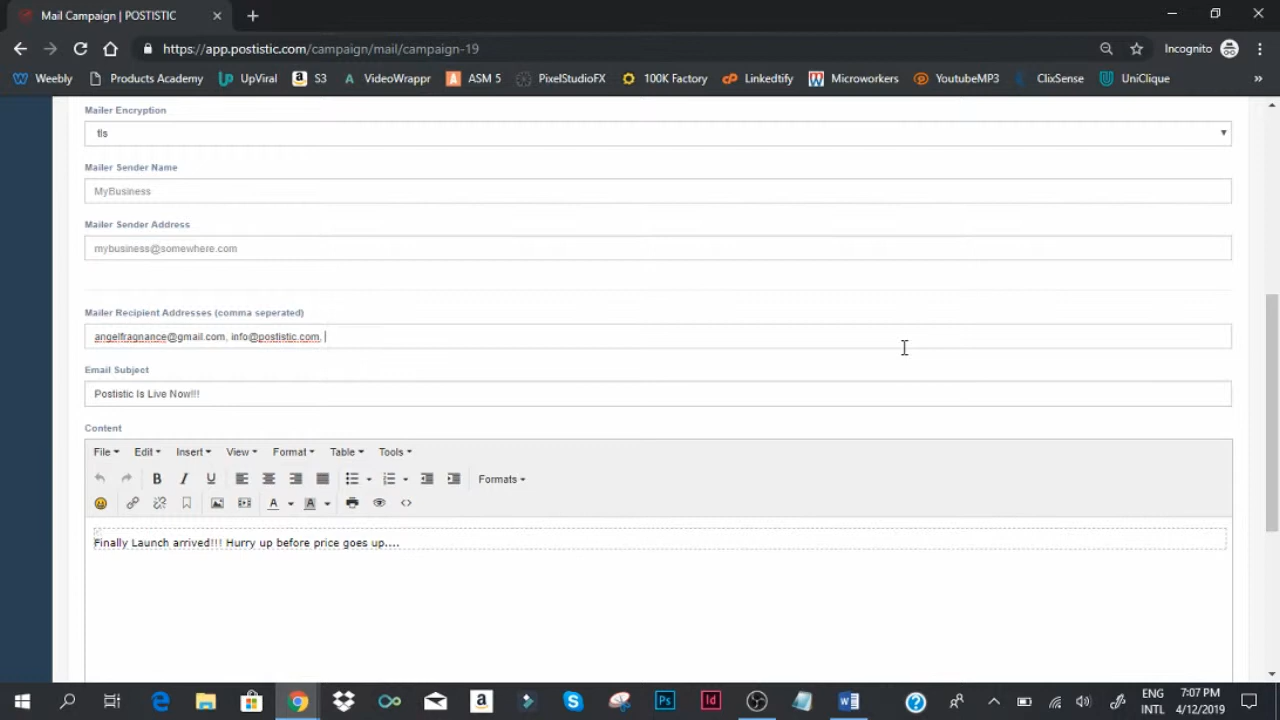 Mail Campaign | POSTISTIC
https://app.postistic.com/campaign/mail/campaign-19
Incognito
Weebly Products Academy UpViral S3 VideoWrappr ASM 5 PixelStudioFX 100K Factory Linkedtify Microworkers YoutubeMP3 ClixSense UniClique »
Mailer Encryption
tls
Mailer Sender Name
MyBusiness
Mailer Sender Address
mybusiness@somewhere.com
Mailer Recipient Addresses (comma seperated)
angelfragnance@gmail.com, info@postistic.com,
Email Subject
Postistic Is Live Now!!!
Content
File Edit Insert View Format Table Tools
B I U Formats
A A
Finally Launch arrived!!! Hurry up before price goes up....
ENG 7:07 PM
INTL 4/12/2019